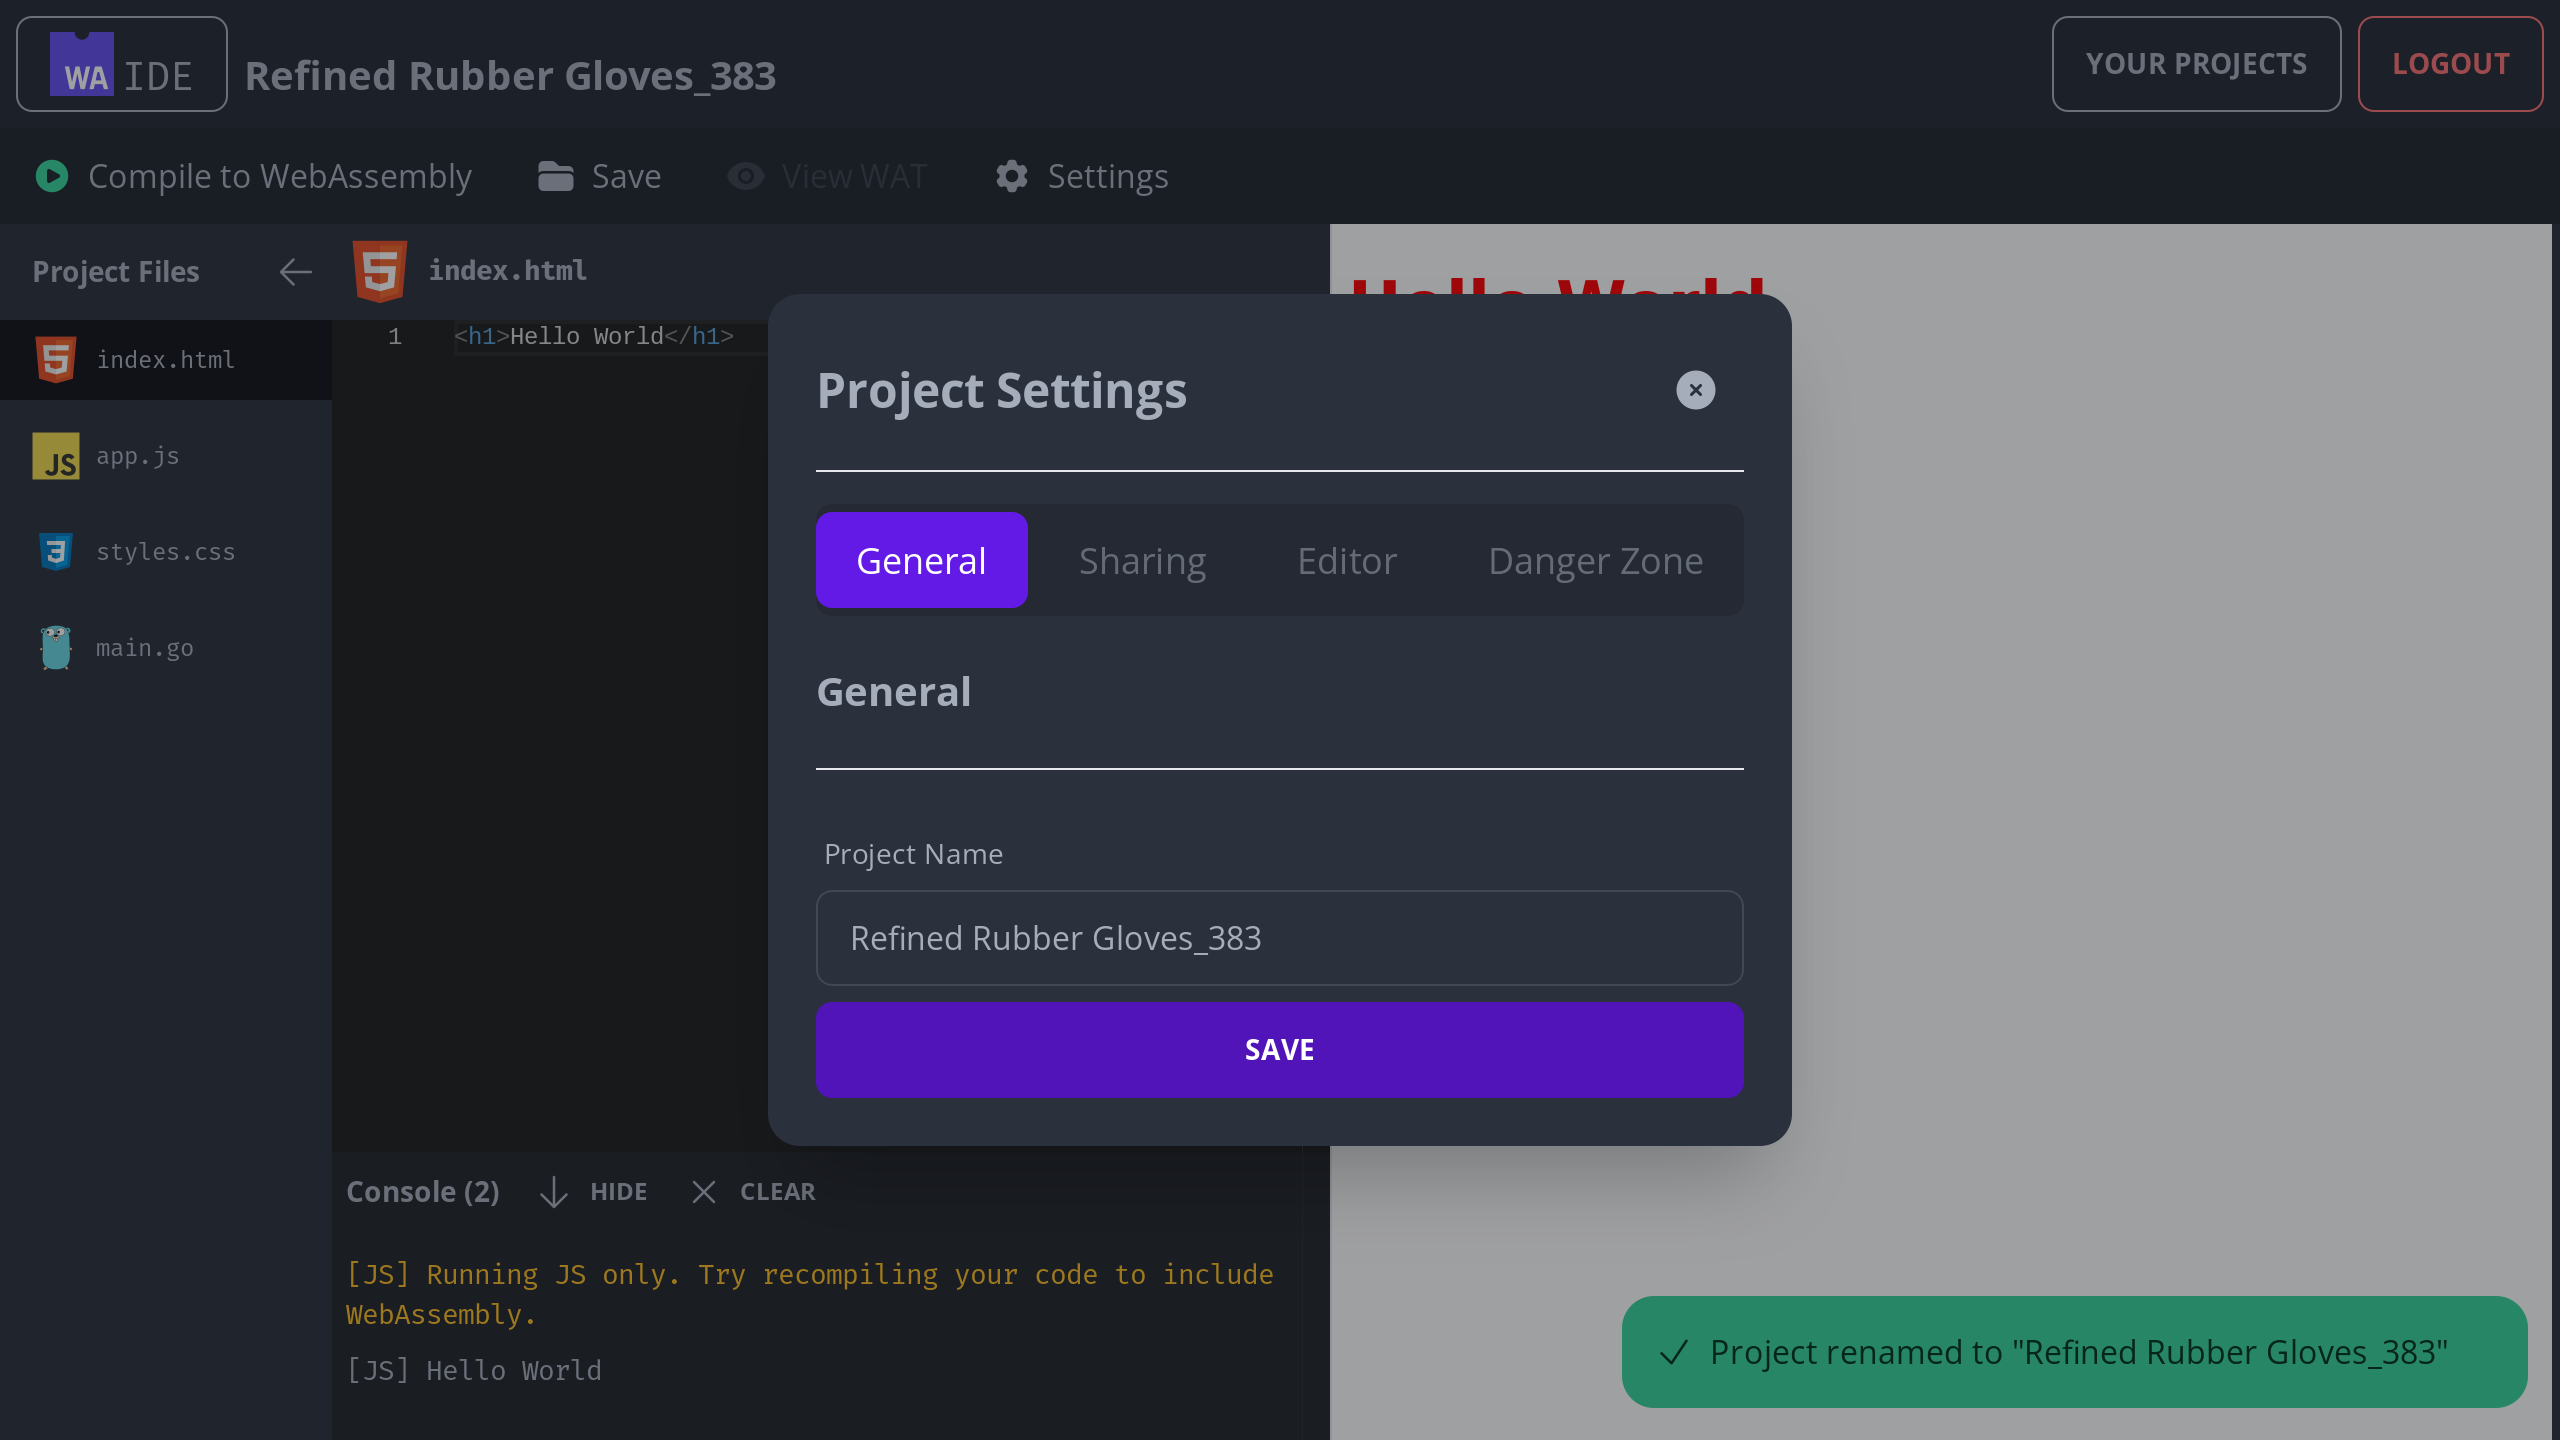 WA IDE
Refined Rubber Gloves_383
YOUR PROJECTS
LOGOUT
Compile to WebAssembly
Save
View WAT
Settings
Project Files
index.html
Hello World
index.html
app.js
JS
styles.css
main.go
1
<h1>Hello World</h1>
Project Settings
General
Sharing
Editor
Danger Zone
General
Project Name
Refined Rubber Gloves_383
SAVE
Console (2)
HIDE
CLEAR
[JS] Running JS only. Try recompiling your code to include
WebAssembly.
[JS] Hello World
Project renamed to "Refined Rubber Gloves_383"